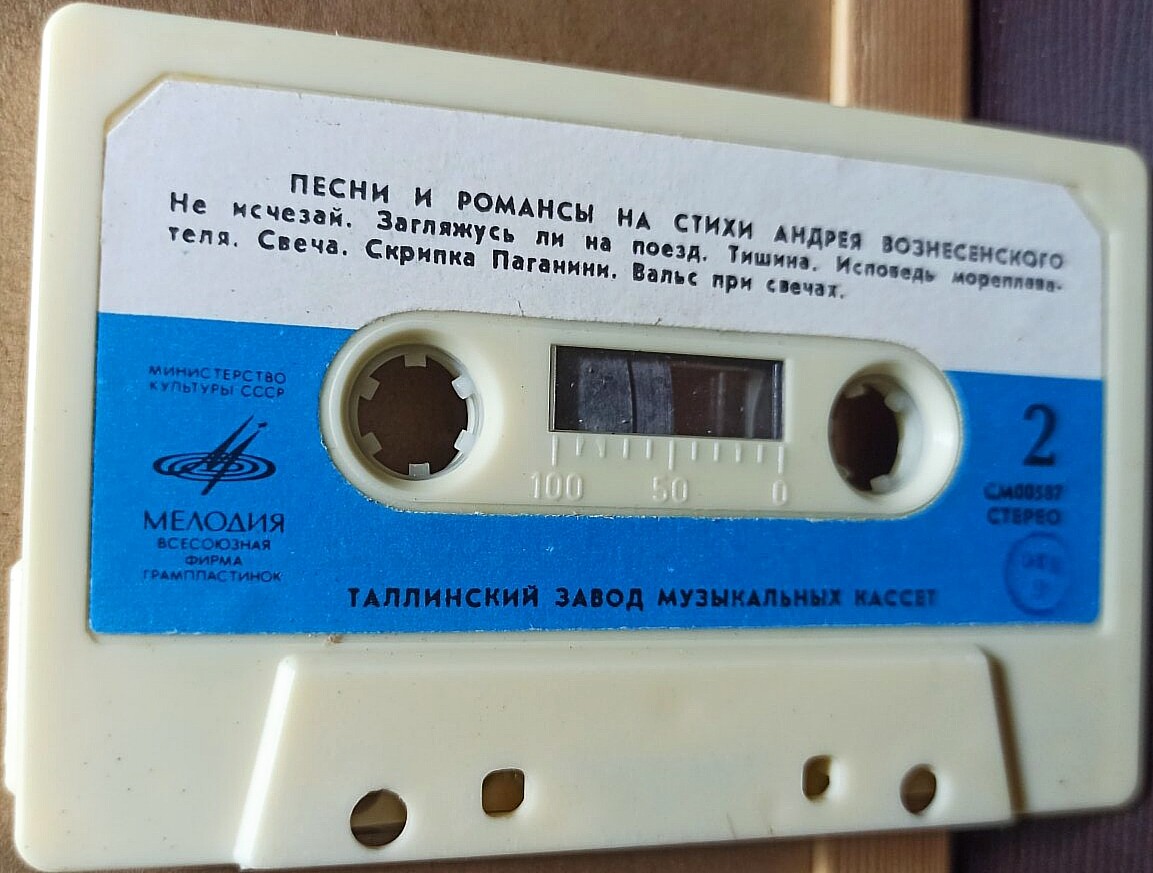 ПЕСНИ И РОМАНСЫ НА СТИХИ АНДРЕЯ ВОЗНЕСЕНСКОГО
Не исчезай. Загляжусь ли на поезд. Тишина. Исповедь мореплава-
теля. Свеча. Скрипка Паганини. Вальс при свечах.
МИНИСТЕРСТВО
КУЛЬТУРЫ СССР
МЕЛОДИЯ
ВСЕСОЮЗНАЯ
ФИРМА
ГРАМПЛАСТИНОК
100 50 0
2
СМ00587
СТЕРЕО
ТАЛЛИНСКИЙ ЗАВОД МУЗЫКАЛЬНЫХ КАССЕТ